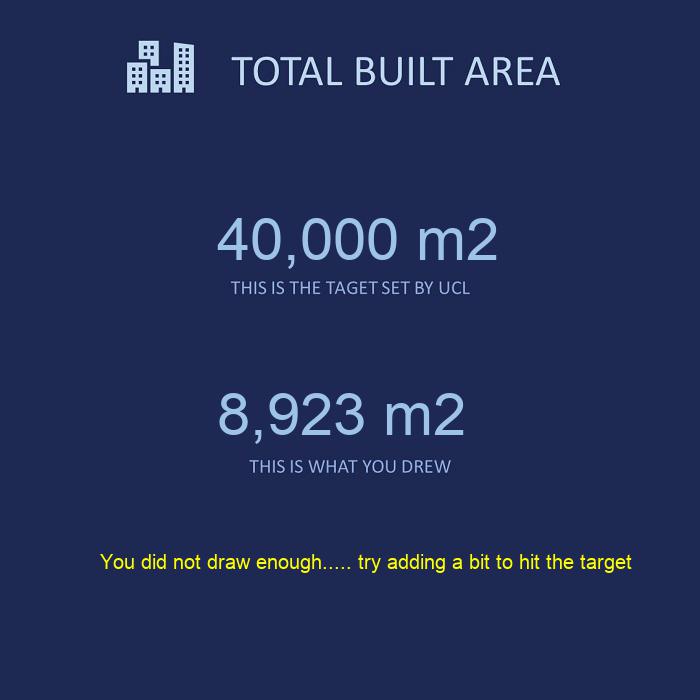 TOTAL BUILT AREA
40,000 m2
THIS IS THE TAGET SET BY UCL
8,923 m2
THIS IS WHAT YOU DREW
You did not draw enough..... try adding a bit to hit the target